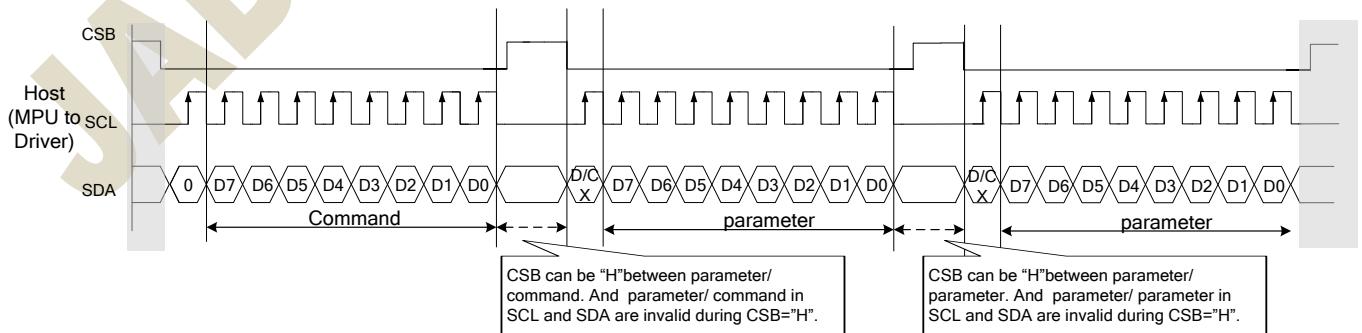 JAD
CSB
Host
(MPU to
Driver)
SCL
SDA
0 D7 D6 D5 D4 D3 D2 D1 D0 D/C X D7 D6 D5 D4 D3 D2 D1 D0 D/C X D7 D6 D5 D4 D3 D2 D1 D0
Command parameter parameter
CSB can be “H”between parameter/
command. And parameter/ command in
SCL and SDA are invalid during CSB="H".
CSB can be “H”between parameter/
parameter. And parameter/ parameter in
SCL and SDA are invalid during CSB="H".